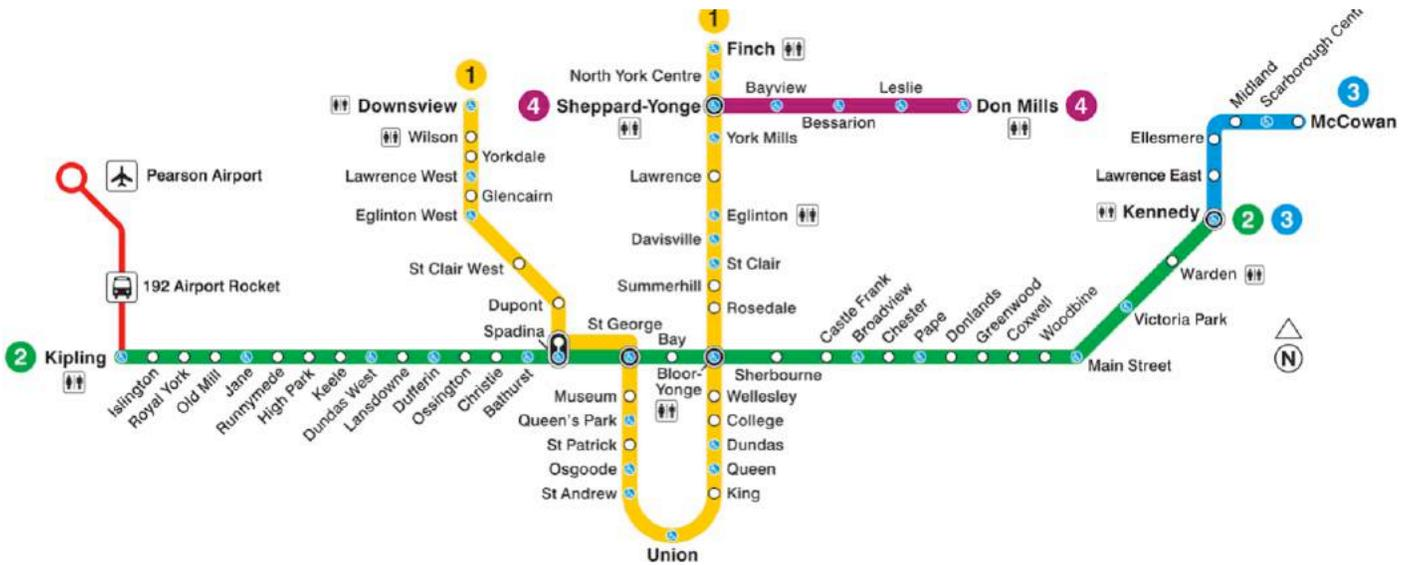 1
Finch
North York Centre
1
Downsview
4
Sheppard-Yonge
Bayview
Leslie
Bessarion
Don Mills
4
Midland
Scarborough
3
McCowan
Wilson
Yorkdale
York Mills
Ellesmere
Pearson Airport
Lawrence West
Glencairn
Lawrence
Lawrence East
Eglinton West
Eglinton
Kennedy
2
3
Davisville
St Clair West
St Clair
Warden
192 Airport Rocket
Summerhill
Dupont
Rosedale
Spadina
St George
Castle Frank
Broadview
Chester
Pape
Donlands
Greenwood
Coxwell
Woodbine
Victoria Park
N
2
Kipling
Bay
Main Street
Islington
Royal York
Old Mill
Jane
Runnymede
High Park
Keele
Dundas West
Lansdowne
Dufferin
Ossington
Christie
Bathurst
Bloor-
Yonge
Sherbourne
Museum
Wellesley
Queen's Park
College
St Patrick
Dundas
Osgoode
Queen
St Andrew
King
Union